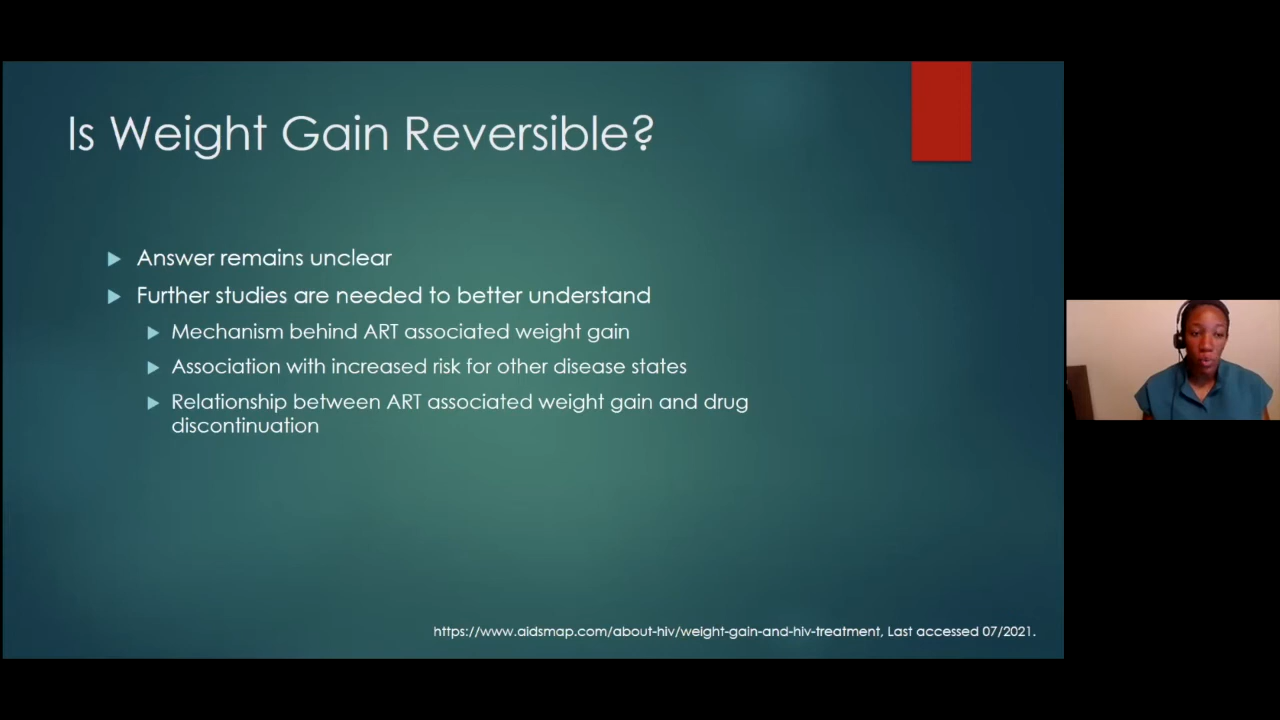 Is Weight Gain Reversible?
Answer remains unclear
Further studies are needed to better understand
Mechanism behind ART associated weight gain
Association with increased risk for other disease states
Relationship between ART associated weight gain and drug
discontinuation
https://www.aidsmap.com/about-hiv/weight-gain-and-hiv-treatment, Last accessed 07/2021.